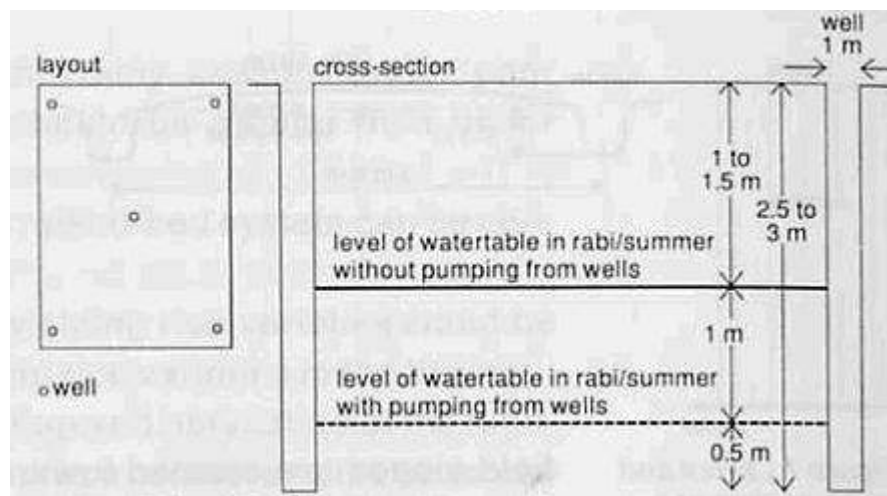 well
1 m
layout
cross-section
1 to
1.5 m
2.5 to
3 m
level of watertable in rabi/summer
without pumping from wells
1 m
well
level of watertable in rabi/summer
with pumping from wells
0.5 m